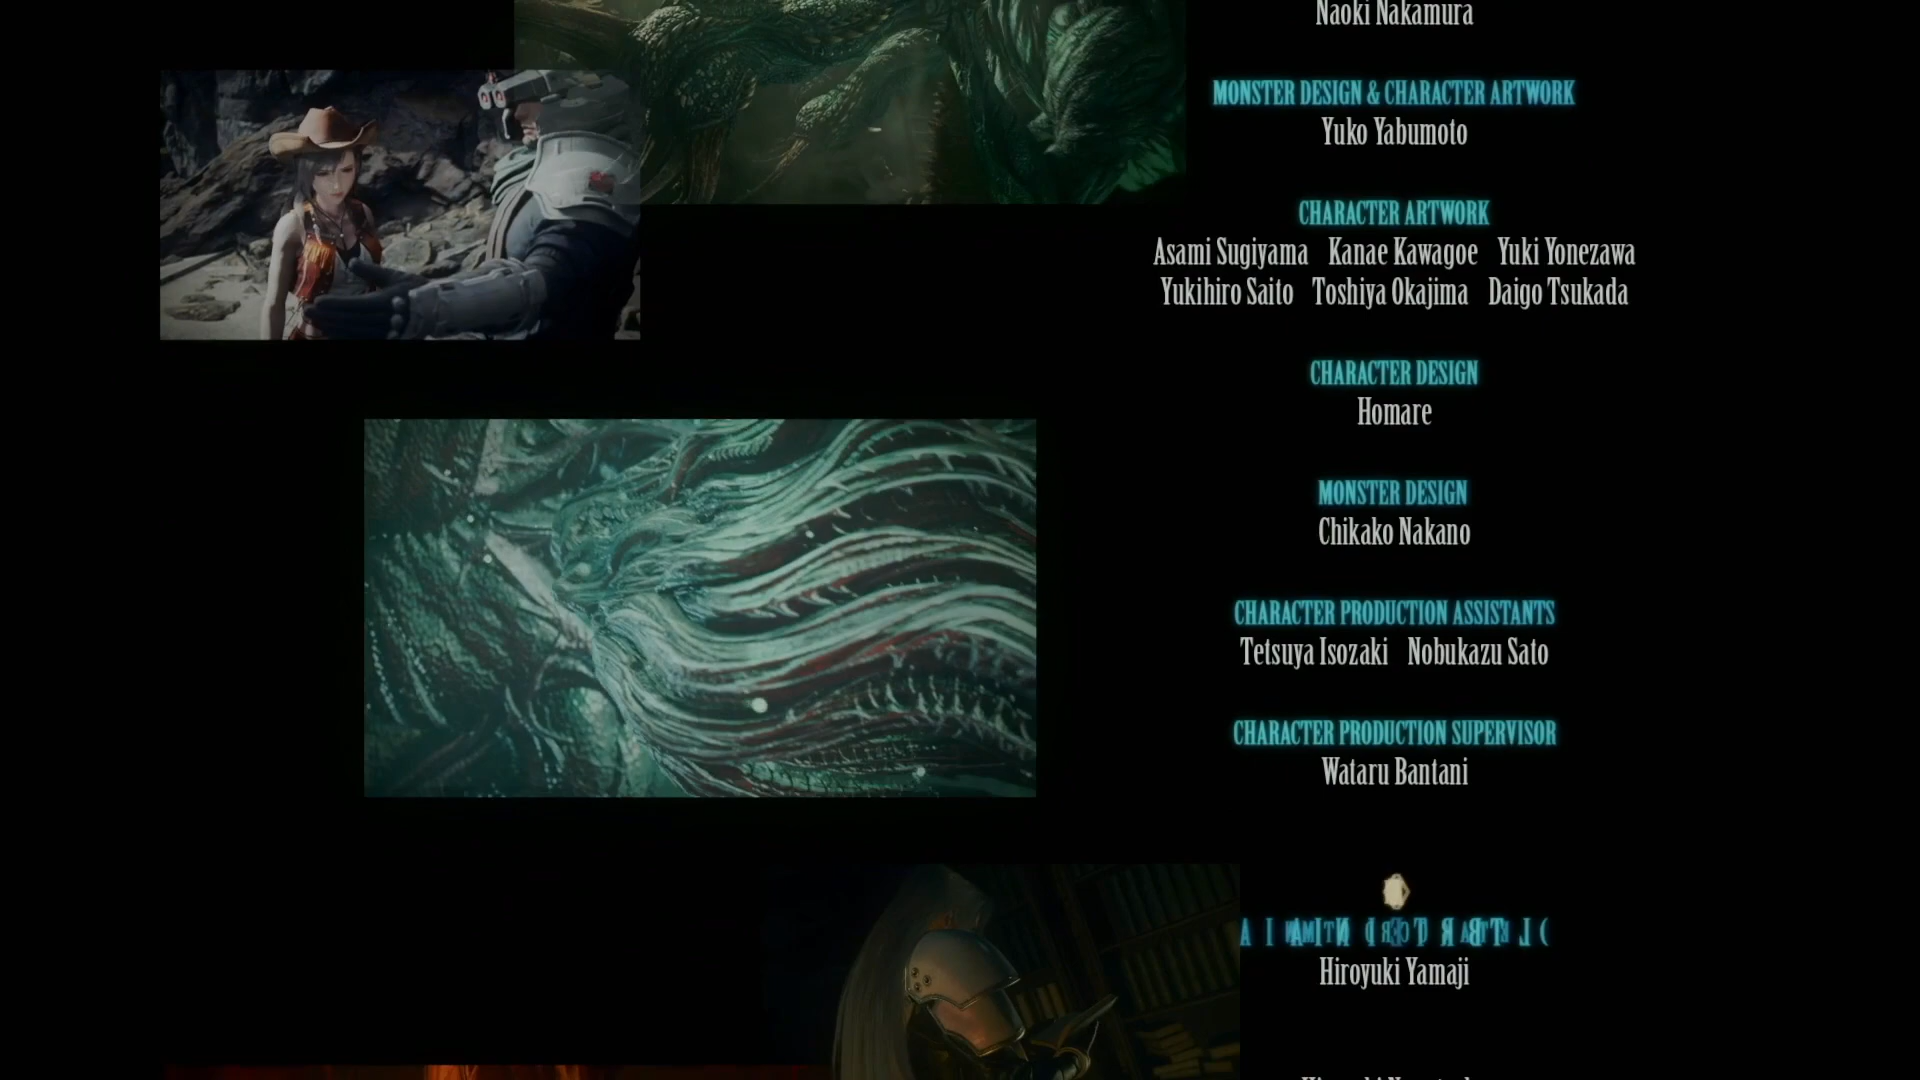 Naoki Nakamura
MONSTER DESIGN & CHARACTER ARTWORK
Yuko Yabumoto
CHARACTER ARTWORK
Asami Sugiyama Kanae Kawagoe Yuki Yonezawa
Yukihiro Saito Toshiya Okajima Daigo Tsukada
CHARACTER DESIGN
Homare
MONSTER DESIGN
Chikako Nakano
CHARACTER PRODUCTION ASSISTANTS
Tetsuya Isozaki Nobukazu Sato
CHARACTER PRODUCTION SUPERVISOR
Wataru Bantani
Hiroyuki Yamaji